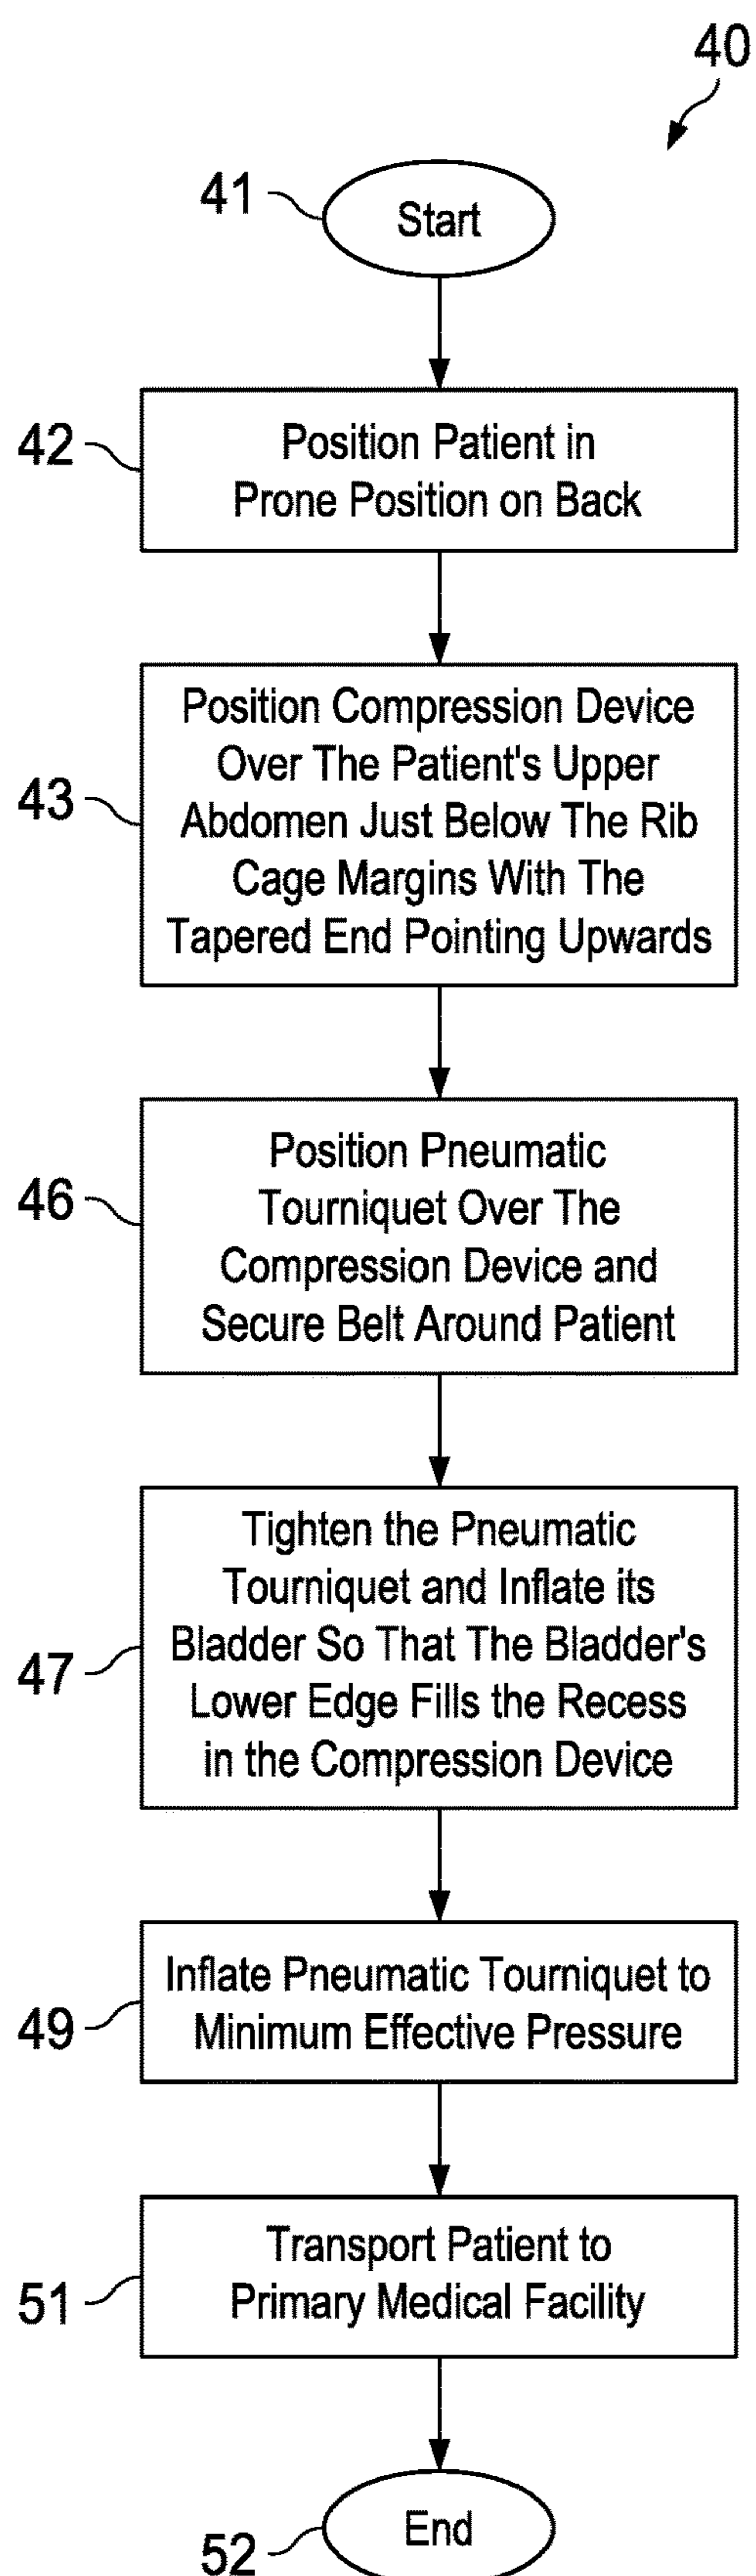 40
41
Start
42
Position Patient in
Prone Position on Back
43
Position Compression Device
Over The Patient's Upper
Abdomen Just Below The Rib
Cage Margins With The
Tapered End Pointing Upwards
46
Position Pneumatic
Tourniquet Over The
Compression Device and
Secure Belt Around Patient
47
Tighten the Pneumatic
Tourniquet and Inflate its
Bladder So That The Bladder's
Lower Edge Fills the Recess
in the Compression Device
49
Inflate Pneumatic Tourniquet to
Minimum Effective Pressure
51
Transport Patient to
Primary Medical Facility
52
End